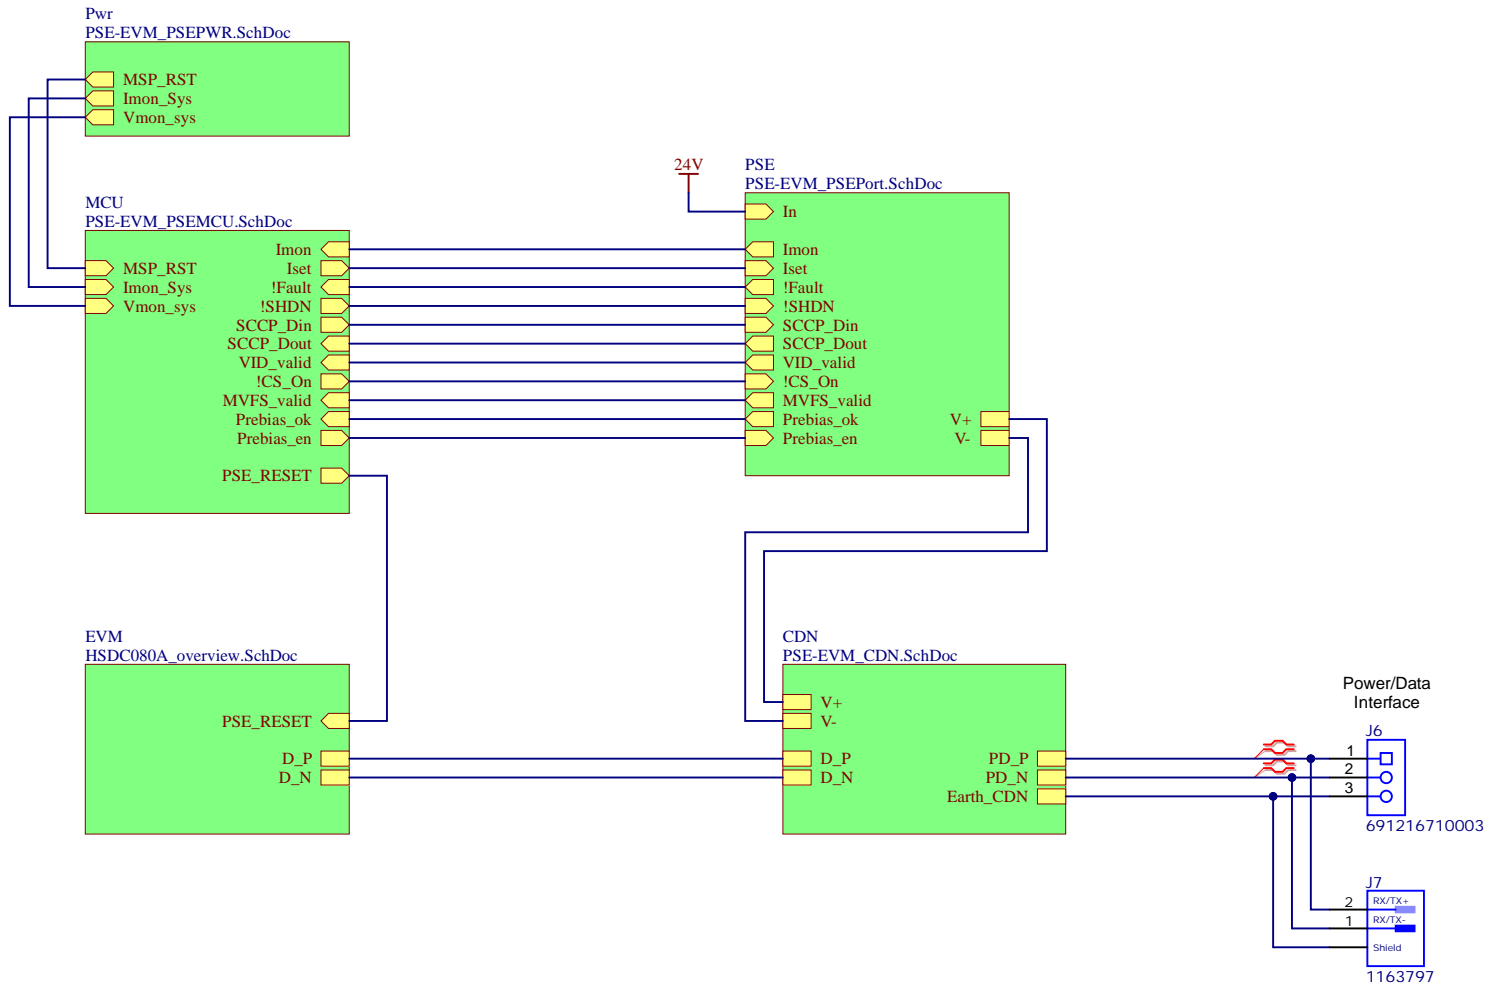 Pwr
PSE-EVM_PSEPWR.SchDoc
MSP_RST
Imon_Sys
Vmon_sys
MCU
PSE-EVM_PSEMCU.SchDoc
MSP_RST
Imon_Sys
Vmon_sys
Imon
Iset
!Fault
!SHDN
SCCP_Din
SCCP_Dout
VID_valid
!CS_On
MVFS_valid
Prebias_ok
Prebias_en
PSE_RESET
24V
PSE
PSE-EVM_PSEPort.SchDoc
In
Imon
Iset
!Fault
!SHDN
SCCP_Din
SCCP_Dout
VID_valid
!CS_On
MVFS_valid
Prebias_ok
Prebias_en
V+
V-
EVM
HSDC080A_overview.SchDoc
PSE_RESET
D_P
D_N
CDN
PSE-EVM_CDN.SchDoc
V+
V-
D_P
D_N
PD_P
PD_N
Earth_CDN
Power/Data
Interface
J6
1
2
3
691216710003
J7
2 RX/TX+
1 RX/TX-
Shield
1163797